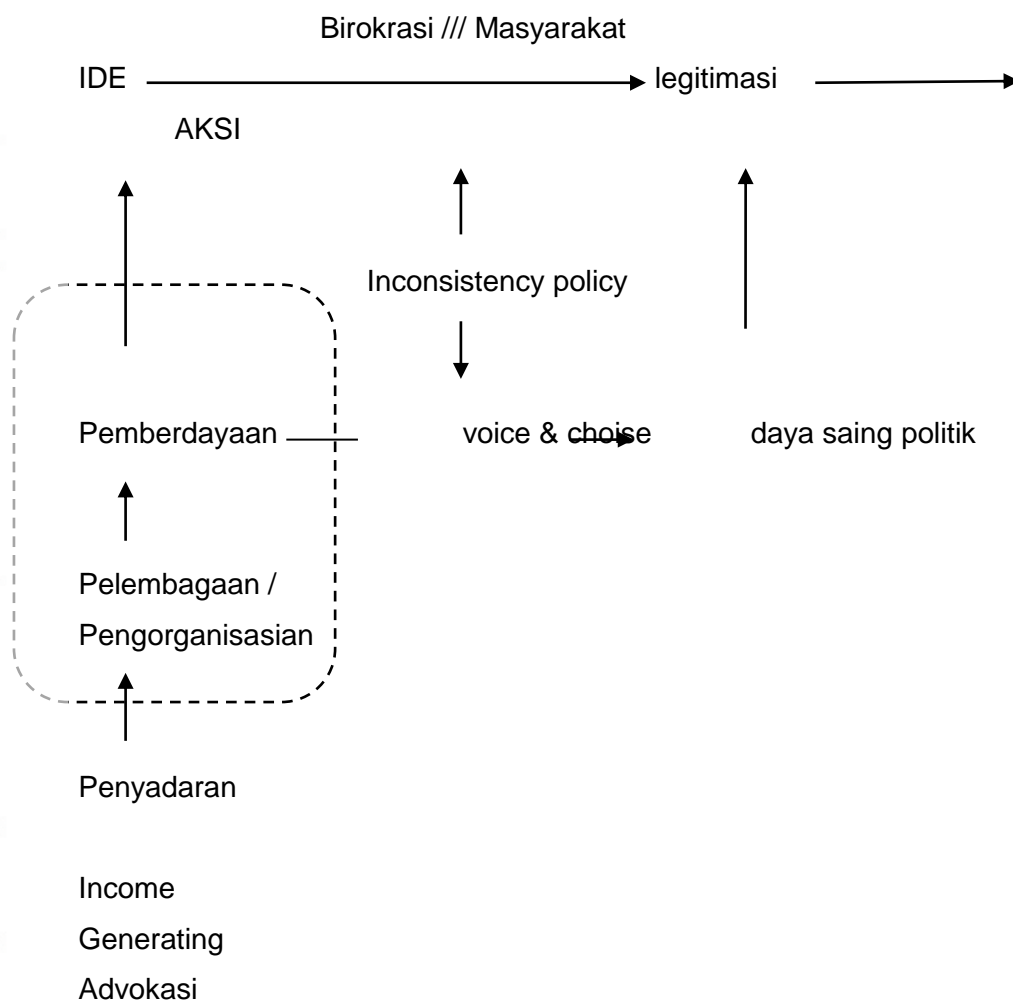 Birokrasi /// Masyarakat
IDE legitimasi
AKSI
Inconsistency policy
Pemberdayaan voice & choise daya saing politik
Pelembagaan /
Pengorganisasian
Penyadaran
Income
Generating
Advokasi